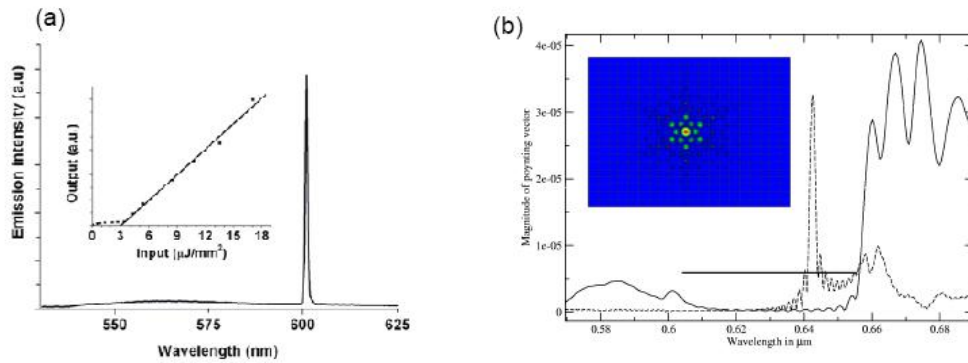 (a)
Emission Intensity (a.u)
Output (a.u.)
0 3 6 9 12 15 18
Input (μJ/mm²)
550 575 600 625
Wavelength (nm)
(b)
4e-05
3e-05
2e-05
1e-05
0
Magnitude of poynting vector
0.58 0.6 0.62 0.64 0.66 0.68
Wavelength in μm